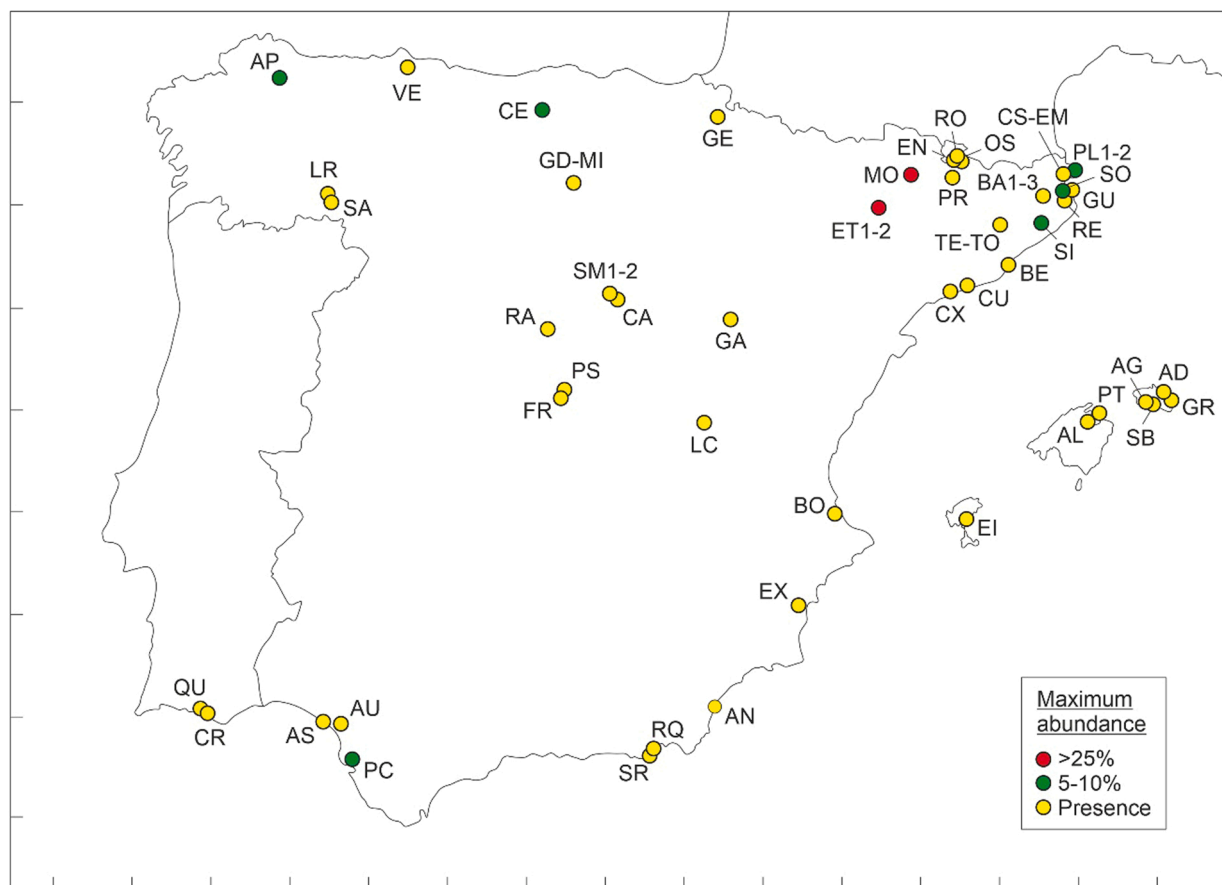 AP
VE
CE
GE
RO
CS-EM
EN
OS
PL1-2
GD-MI
MO
BA1-3
SO
LR
PR
GU
SA
ET1-2
TE-TO
RE
SI
SM1-2
BE
CU
RA
CA
CX
GA
PS
AG
AD
PT
FR
GR
LC
AL
SB
BO
EI
EX
QU
AU
AN
CR
AS
RQ
PC
SR
Maximum
abundance
>25%
5-10%
Presence